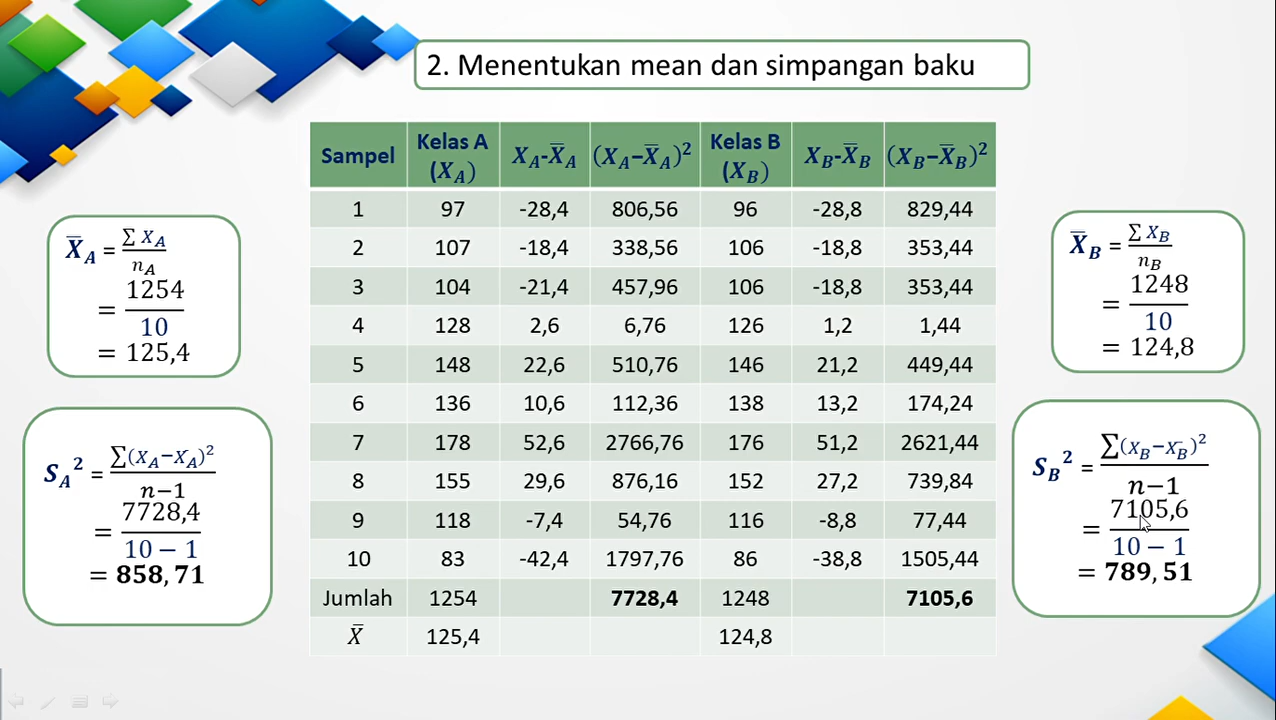 2. Menentukan mean dan simpangan baku
Sampel | Kelas A (X_A) | X_A-X̅_A | (X_A−X̅_A)² | Kelas B (X_B) | X_B-X̅_B | (X_B−X̅_B)²
1 | 97 | -28,4 | 806,56 | 96 | -28,8 | 829,44
2 | 107 | -18,4 | 338,56 | 106 | -18,8 | 353,44
3 | 104 | -21,4 | 457,96 | 106 | -18,8 | 353,44
4 | 128 | 2,6 | 6,76 | 126 | 1,2 | 1,44
5 | 148 | 22,6 | 510,76 | 146 | 21,2 | 449,44
6 | 136 | 10,6 | 112,36 | 138 | 13,2 | 174,24
7 | 178 | 52,6 | 2766,76 | 176 | 51,2 | 2621,44
8 | 155 | 29,6 | 876,16 | 152 | 27,2 | 739,84
9 | 118 | -7,4 | 54,76 | 116 | -8,8 | 77,44
10 | 83 | -42,4 | 1797,76 | 86 | -38,8 | 1505,44
Jumlah | 1254 | | 7728,4 | 1248 | | 7105,6
X̅ | 125,4 | | | 124,8 | |
X̅_A = ∑ X_A / n_A
= 1254 / 10
= 125,4
S_A² = ∑(X_A−X_A)² / n−1
= 7728,4 / 10 − 1
= 858,71
X̅_B = ∑ X_B / n_B
= 1248 / 10
= 124,8
S_B² = ∑(X_B−X̅_B)² / n−1
= 7105,6 / 10 − 1
= 789,51